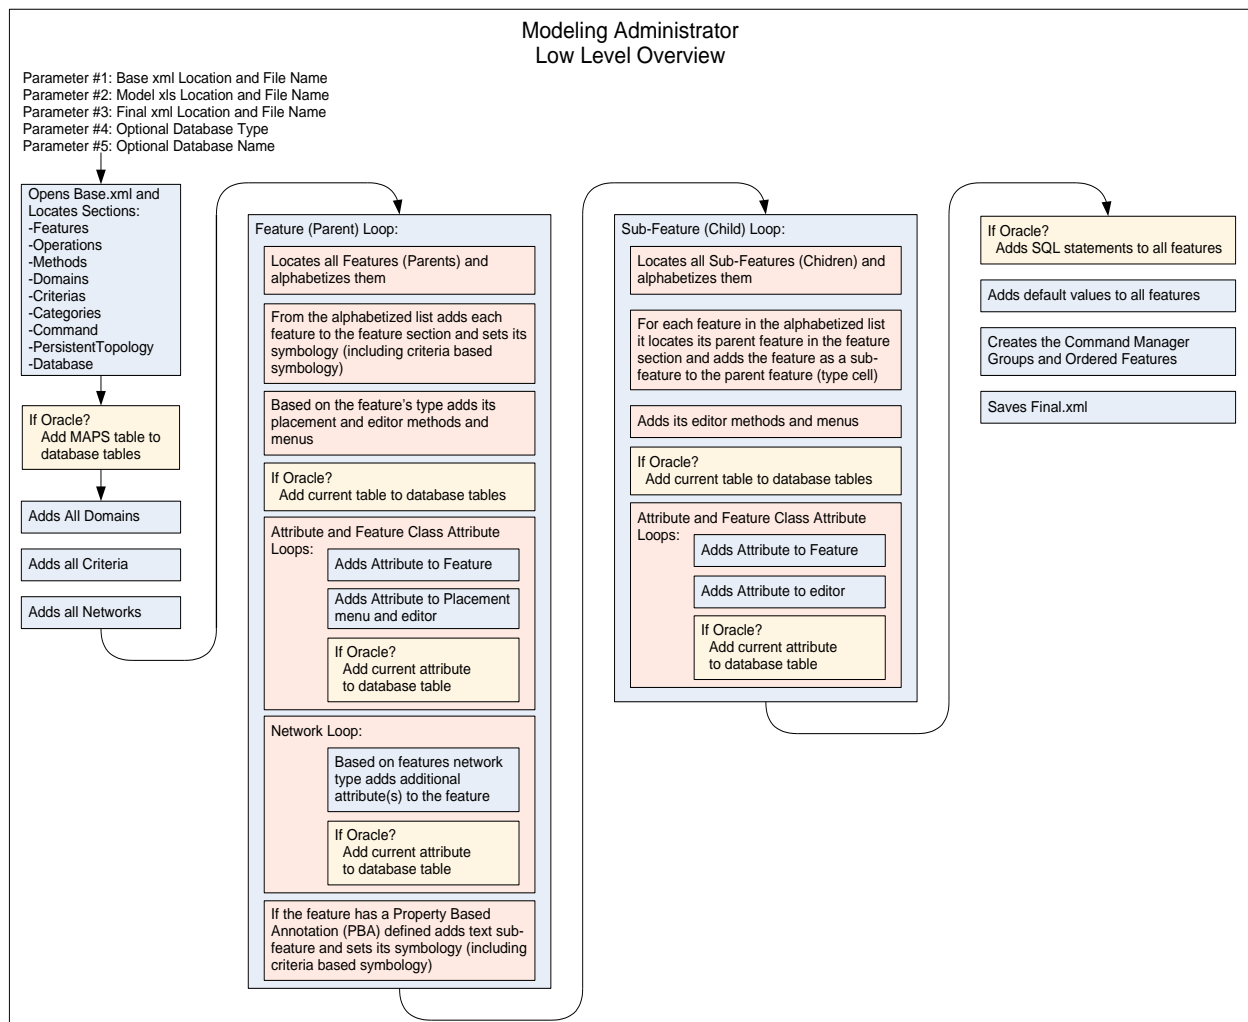 Modeling Administrator
Low Level Overview
Parameter #1: Base xml Location and File Name
Parameter #2: Model xls Location and File Name
Parameter #3: Final xml Location and File Name
Parameter #4: Optional Database Type
Parameter #5: Optional Database Name
Opens Base.xml and
Locates Sections:
-Features
-Operations
-Methods
-Domains
-Criterias
-Categories
-Command
-PersistentTopology
-Database
If Oracle?
Add MAPS table to
database tables
Adds All Domains
Adds all Criteria
Adds all Networks
Feature (Parent) Loop:
Locates all Features (Parents) and
alphabetizes them
From the alphabetized list adds each
feature to the feature section and sets its
symbology (including criteria based
symbology)
Based on the feature's type adds its
placement and editor methods and
menus
If Oracle?
Add current table to database tables
Attribute and Feature Class Attribute
Loops:
Adds Attribute to Feature
Adds Attribute to Placement
menu and editor
If Oracle?
Add current attribute
to database table
Network Loop:
Based on features network
type adds additional
attribute(s) to the feature
If Oracle?
Add current attribute
to database table
If the feature has a Property Based
Annotation (PBA) defined adds text sub-
feature and sets its symbology (including
criteria based symbology)
Sub-Feature (Child) Loop:
Locates all Sub-Features (Chidren) and
alphabetizes them
For each feature in the alphabetized list
it locates its parent feature in the feature
section and adds the feature as a sub-
feature to the parent feature (type cell)
Adds its editor methods and menus
If Oracle?
Add current table to database tables
Attribute and Feature Class Attribute
Loops:
Adds Attribute to Feature
Adds Attribute to editor
If Oracle?
Add current attribute
to database table
If Oracle?
Adds SQL statements to all features
Adds default values to all features
Creates the Command Manager
Groups and Ordered Features
Saves Final.xml